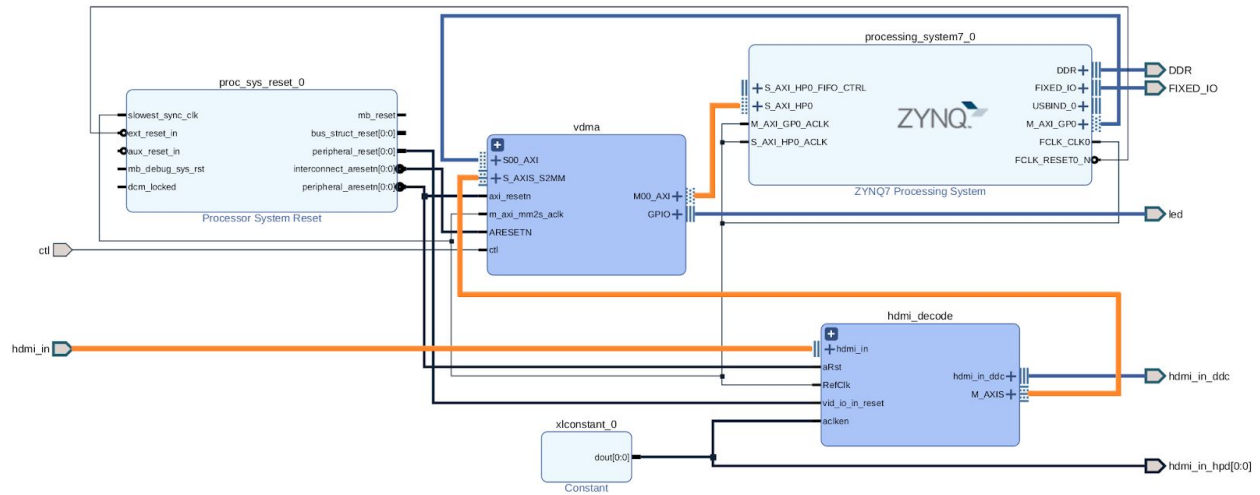 processing_system7_0
DDR
FIXED_IO
USBIND_0
M_AXI_GP0
FCLK_CLK0
FCLK_RESET0_N
S_AXI_HP0_FIFO_CTRL
S_AXI_HP0
M_AXI_GP0_ACLK
S_AXI_HP0_ACLK
ZYNQ
ZYNQ7 Processing System
DDR
FIXED_IO
proc_sys_reset_0
slowest_sync_clk
ext_reset_in
aux_reset_in
mb_debug_sys_rst
dcm_locked
mb_reset
bus_struct_reset[0:0]
peripheral_reset[0:0]
interconnect_aresetn[0:0]
peripheral_aresetn[0:0]
Processor System Reset
vdma
S00_AXI
S_AXIS_S2MM
axi_resetn
m_axi_mm2s_aclk
ARESETN
ctl
M00_AXI
GPIO
led
ctl
hdmi_in
hdmi_decode
hdmi_in
aRst
RefClk
vid_io_in_reset
aclken
hdmi_in_ddc
M_AXIS
hdmi_in_ddc
xlconstant_0
dout[0:0]
Constant
hdmi_in_hpd[0:0]